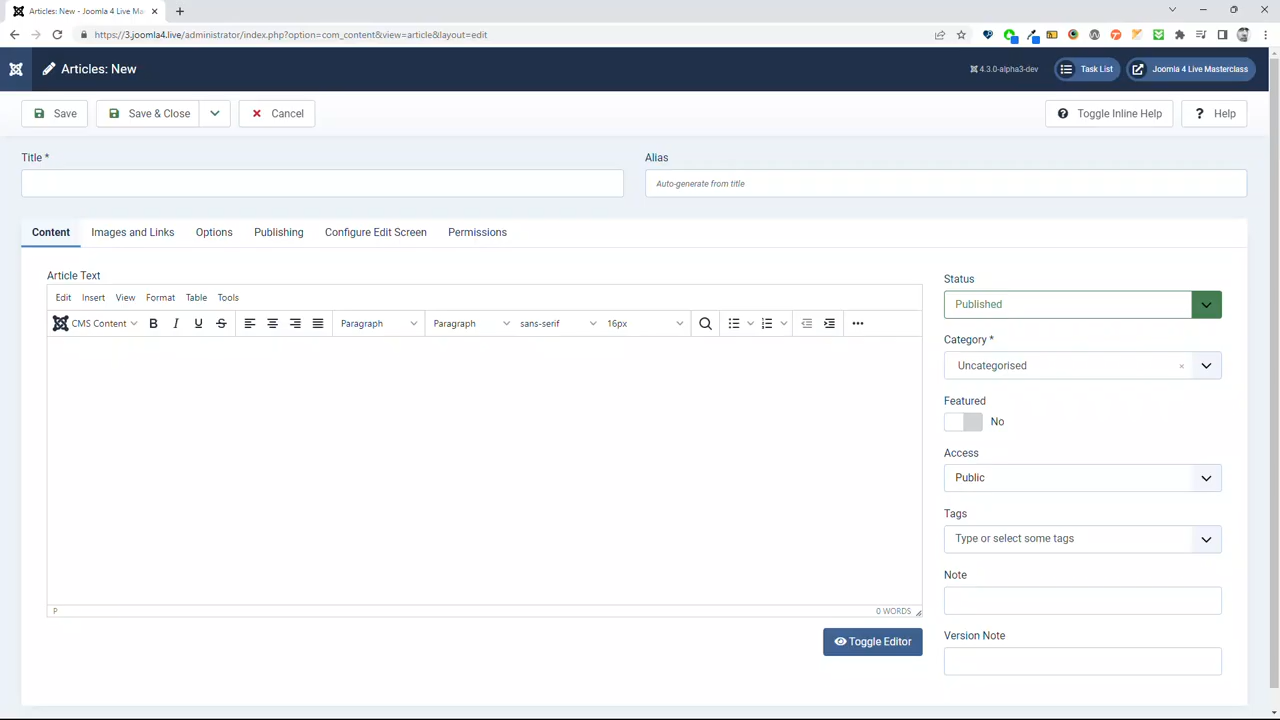 Articles: New - Joomla 4 Live Ma
https://3.joomla4.live/administrator/index.php?option=com_content&view=article&layout=edit
Articles: New
4.3.0-alpha3-dev
Task List
Joomla 4 Live Masterclass
Save
Save & Close
Cancel
Toggle Inline Help
? Help
Title *
Alias
Auto-generate from title
Content
Images and Links
Options
Publishing
Configure Edit Screen
Permissions
Article Text
Edit
Insert
View
Format
Table
Tools
CMS Content
B
I
U
S
Paragraph
Paragraph
sans-serif
16px
P
0 WORDS
Toggle Editor
Status
Published
Category *
Uncategorised
Featured
No
Access
Public
Tags
Type or select some tags
Note
Version Note